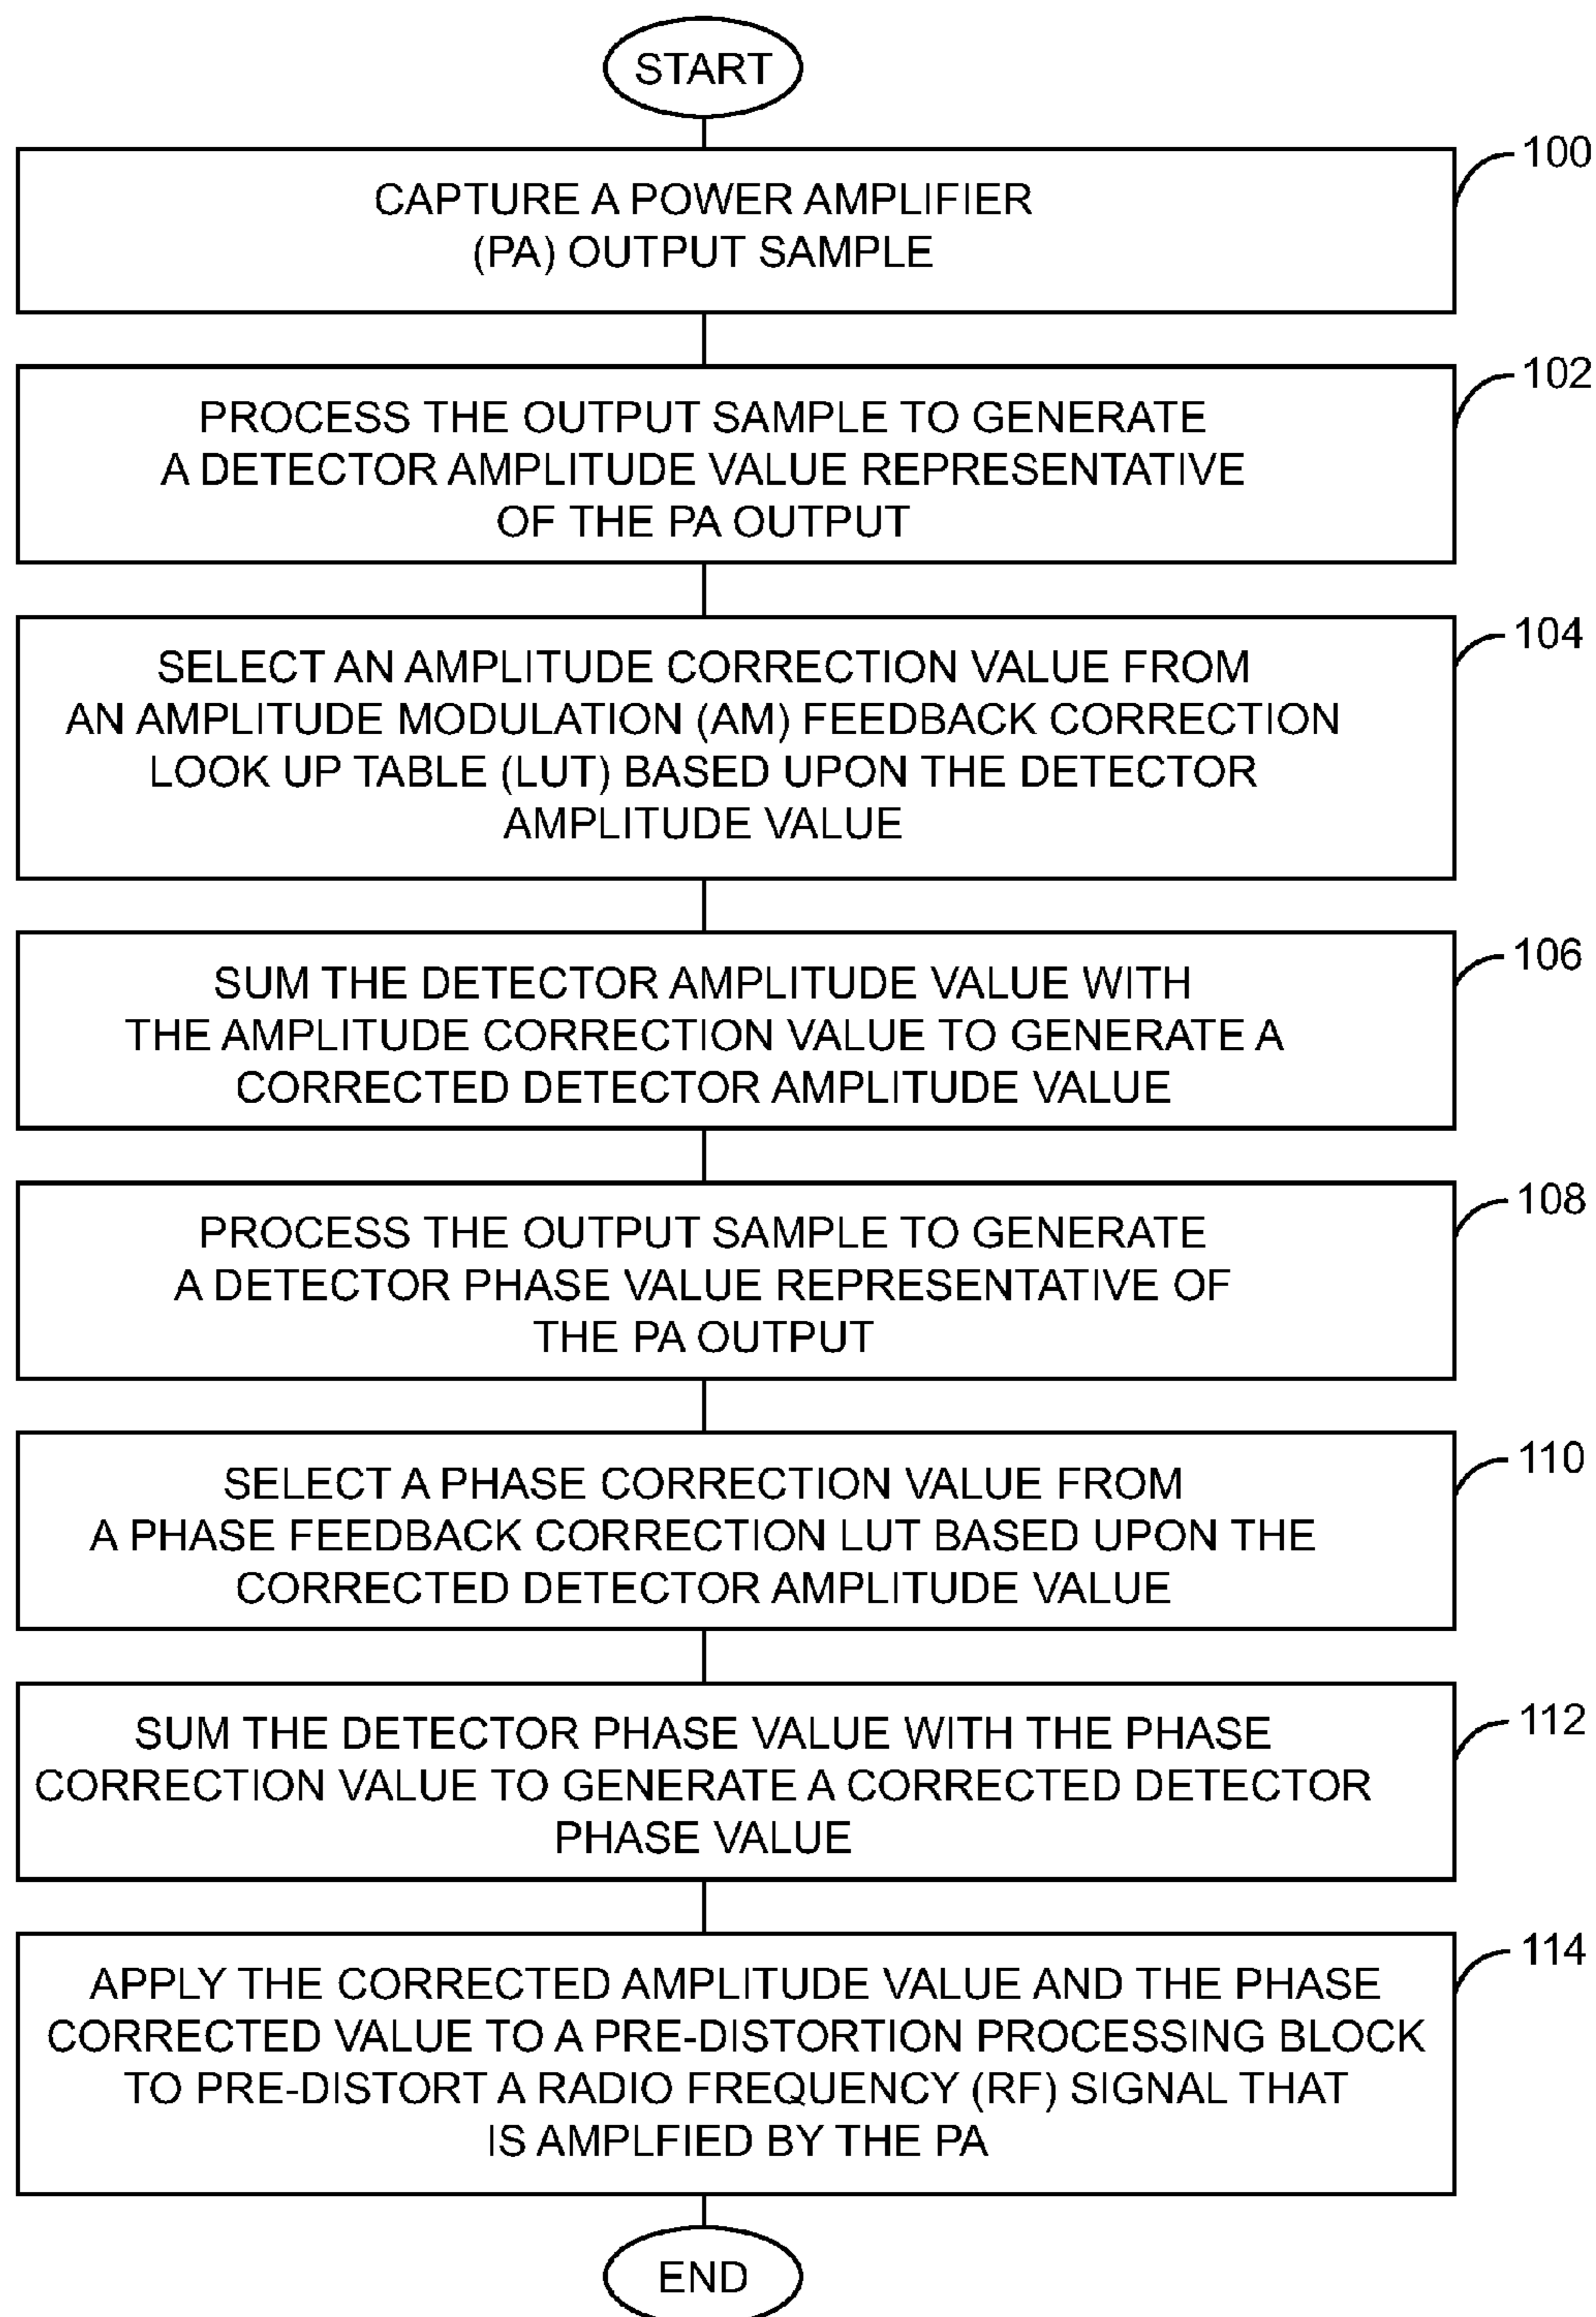 START
100
CAPTURE A POWER AMPLIFIER
(PA) OUTPUT SAMPLE
102
PROCESS THE OUTPUT SAMPLE TO GENERATE
A DETECTOR AMPLITUDE VALUE REPRESENTATIVE
OF THE PA OUTPUT
104
SELECT AN AMPLITUDE CORRECTION VALUE FROM
AN AMPLITUDE MODULATION (AM) FEEDBACK CORRECTION
LOOK UP TABLE (LUT) BASED UPON THE DETECTOR
AMPLITUDE VALUE
106
SUM THE DETECTOR AMPLITUDE VALUE WITH
THE AMPLITUDE CORRECTION VALUE TO GENERATE A
CORRECTED DETECTOR AMPLITUDE VALUE
108
PROCESS THE OUTPUT SAMPLE TO GENERATE
A DETECTOR PHASE VALUE REPRESENTATIVE OF
THE PA OUTPUT
110
SELECT A PHASE CORRECTION VALUE FROM
A PHASE FEEDBACK CORRECTION LUT BASED UPON THE
CORRECTED DETECTOR AMPLITUDE VALUE
112
SUM THE DETECTOR PHASE VALUE WITH THE PHASE
CORRECTION VALUE TO GENERATE A CORRECTED DETECTOR
PHASE VALUE
114
APPLY THE CORRECTED AMPLITUDE VALUE AND THE PHASE
CORRECTED VALUE TO A PRE-DISTORTION PROCESSING BLOCK
TO PRE-DISTORT A RADIO FREQUENCY (RF) SIGNAL THAT
IS AMPLFIED BY THE PA
END